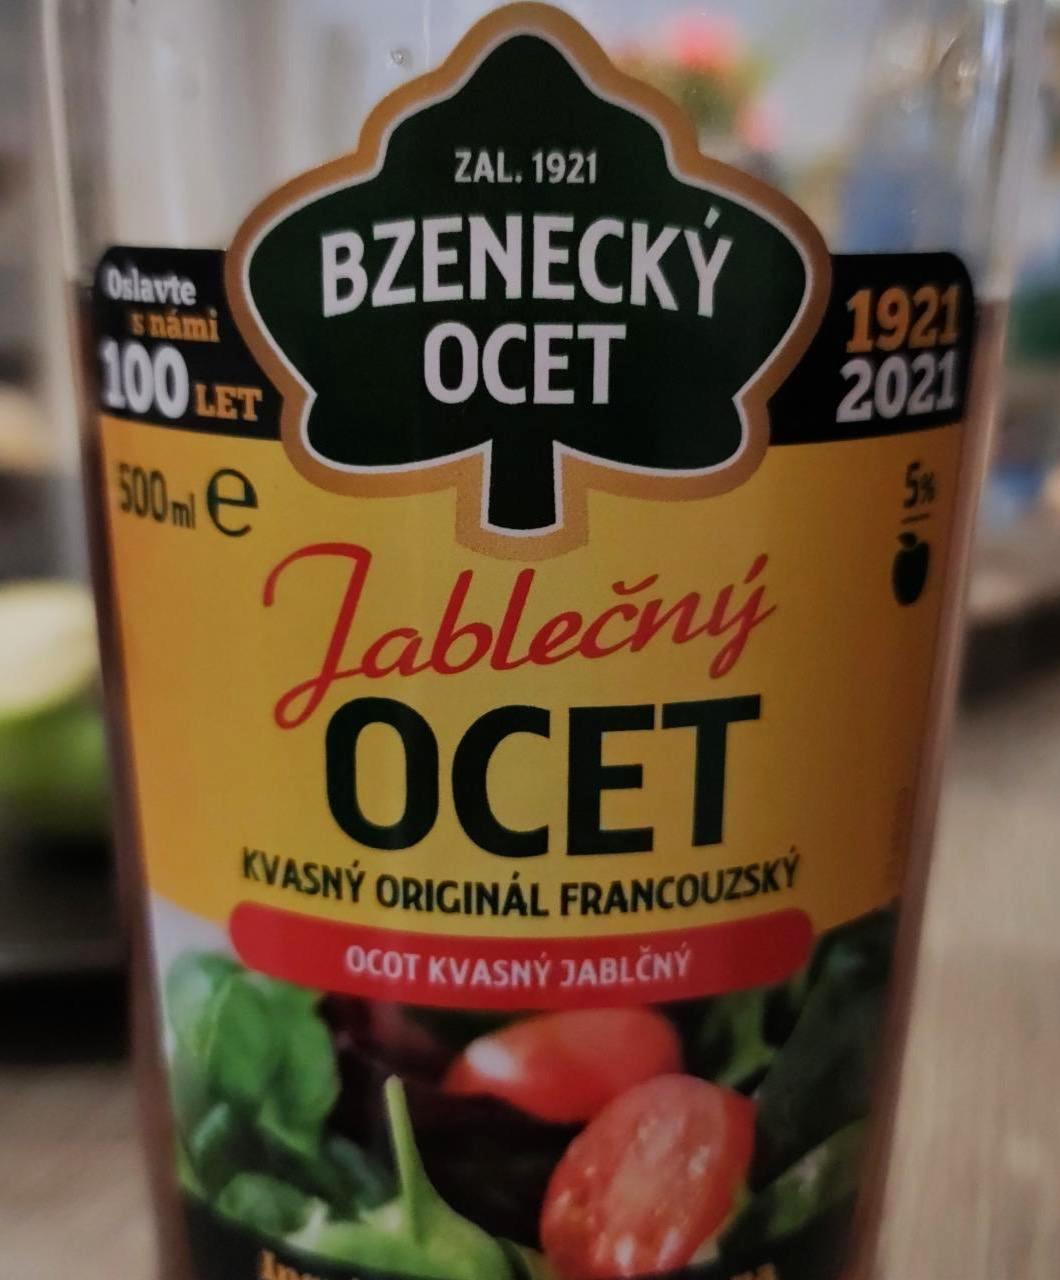 ZAL. 1921
BZENECKÝ
OCET
Oslavte
s námi
100 LET
1921
2021
500ml e
5%
Jablečný
OCET
KVASNÝ ORIGINÁL FRANCOUZSKÝ
OCOT KVASNÝ JABLČNÝ